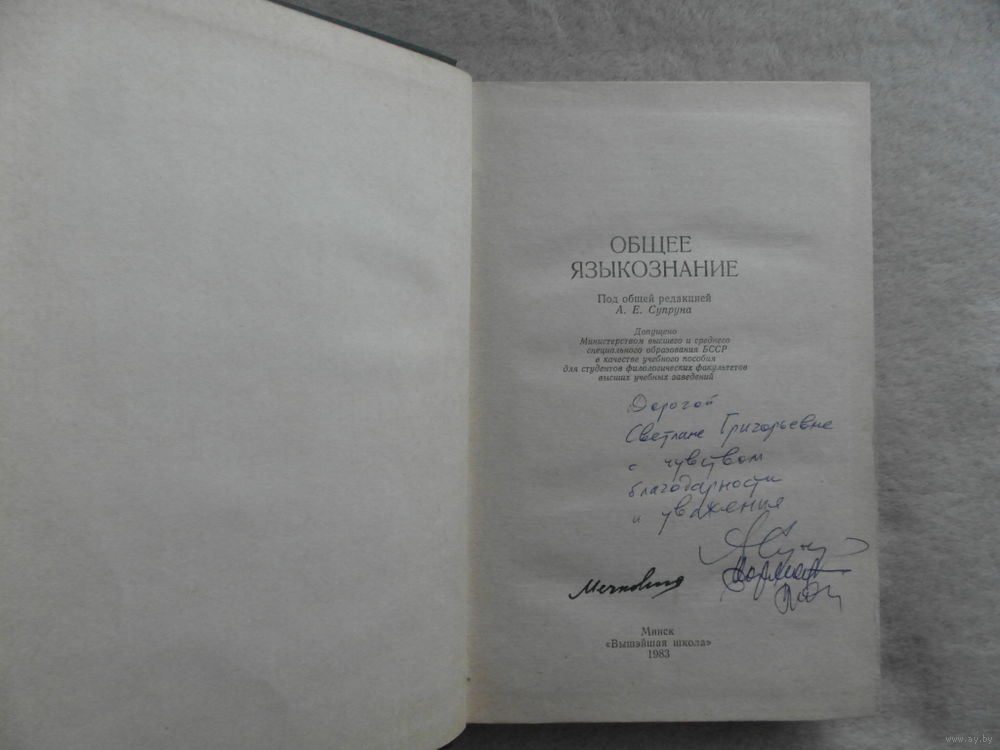 ОБЩЕЕ
ЯЗЫКОЗНАНИЕ
Под общей редакцией
А. Е. Супруна
Допущено
Министерством высшего и среднего
специального образования БССР
в качестве учебного пособия
для студентов филологических факультетов
высших учебных заведений
Дорогой
Светлане Григорьевне
с чувством
благодарности
и уважения
Минск
«Вышэйшая школа»
1983
www.ay.by